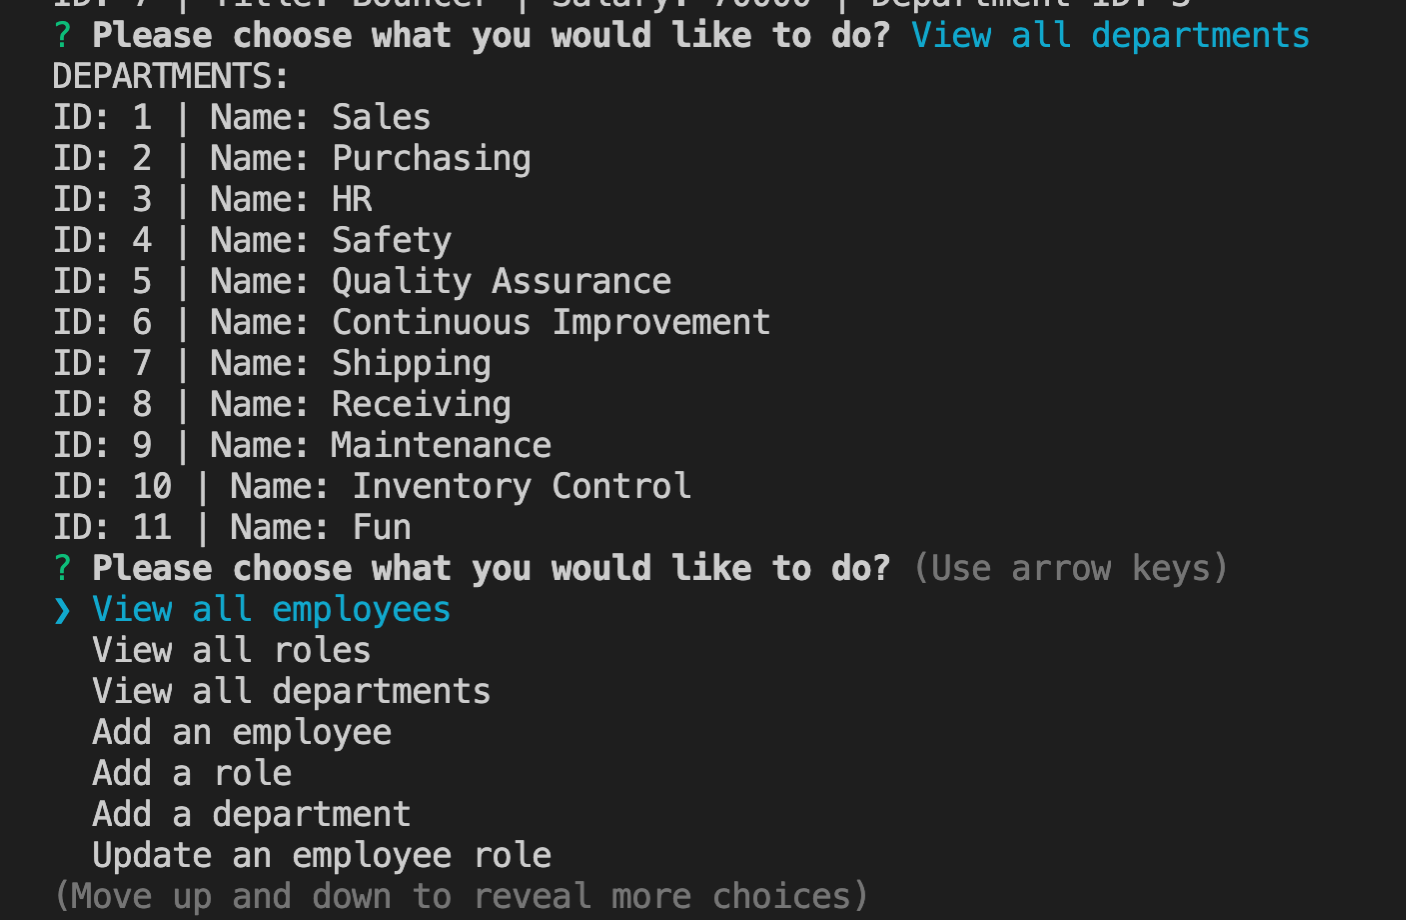 ID: 7 | Title: Bouncer | Salary: 70000 | Department ID: 3
? Please choose what you would like to do? View all departments
DEPARTMENTS:
ID: 1 | Name: Sales
ID: 2 | Name: Purchasing
ID: 3 | Name: HR
ID: 4 | Name: Safety
ID: 5 | Name: Quality Assurance
ID: 6 | Name: Continuous Improvement
ID: 7 | Name: Shipping
ID: 8 | Name: Receiving
ID: 9 | Name: Maintenance
ID: 10 | Name: Inventory Control
ID: 11 | Name: Fun
? Please choose what you would like to do? (Use arrow keys)
❯ View all employees
View all roles
View all departments
Add an employee
Add a role
Add a department
Update an employee role
(Move up and down to reveal more choices)